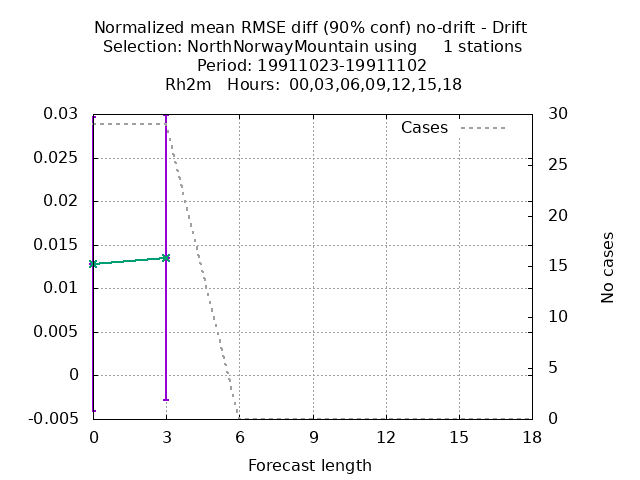 Normalized mean RMSE diff (90% conf) no-drift - Drift
Selection: NorthNorwayMountain using     1 stations
Period: 19911023-19911102
Rh2m   Hours:  00,03,06,09,12,15,18
Cases
0.03
0.025
0.02
0.015
0.01
0.005
0
-0.005
30
25
20
15
10
5
0
No cases
0 3 6 9 12 15 18
Forecast length